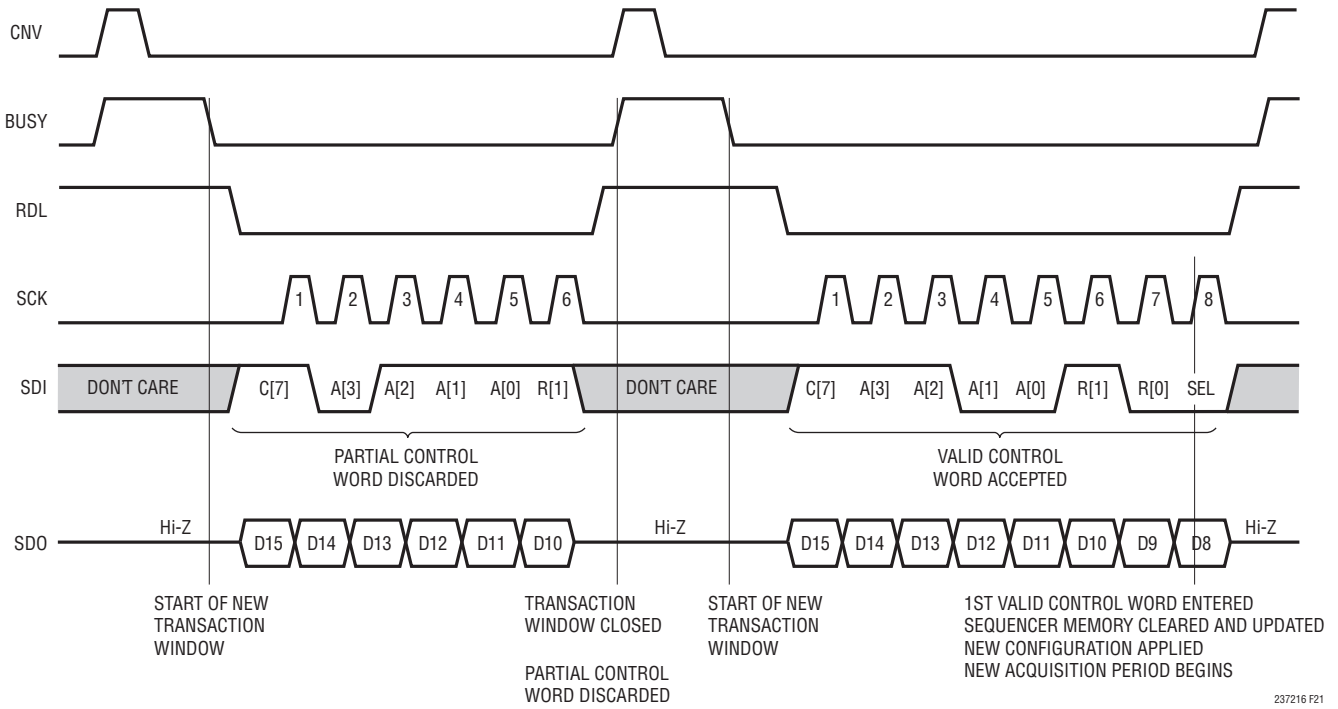 CNV
BUSY
RDL
SCK
1 2 3 4 5 6
1 2 3 4 5 6 7 8
SDI
DON'T CARE
C[7] A[3] A[2] A[1] A[0] R[1]
DON'T CARE
C[7] A[3] A[2] A[1] A[0] R[1] R[0] SEL
PARTIAL CONTROL
WORD DISCARDED
VALID CONTROL
WORD ACCEPTED
SDO
Hi-Z
D15 D14 D13 D12 D11 D10
Hi-Z
D15 D14 D13 D12 D11 D10 D9 D8
Hi-Z
START OF NEW
TRANSACTION
WINDOW
TRANSACTION
WINDOW CLOSED
PARTIAL CONTROL
WORD DISCARDED
START OF NEW
TRANSACTION
WINDOW
1ST VALID CONTROL WORD ENTERED
SEQUENCER MEMORY CLEARED AND UPDATED
NEW CONFIGURATION APPLIED
NEW ACQUISITION PERIOD BEGINS
237216 F21